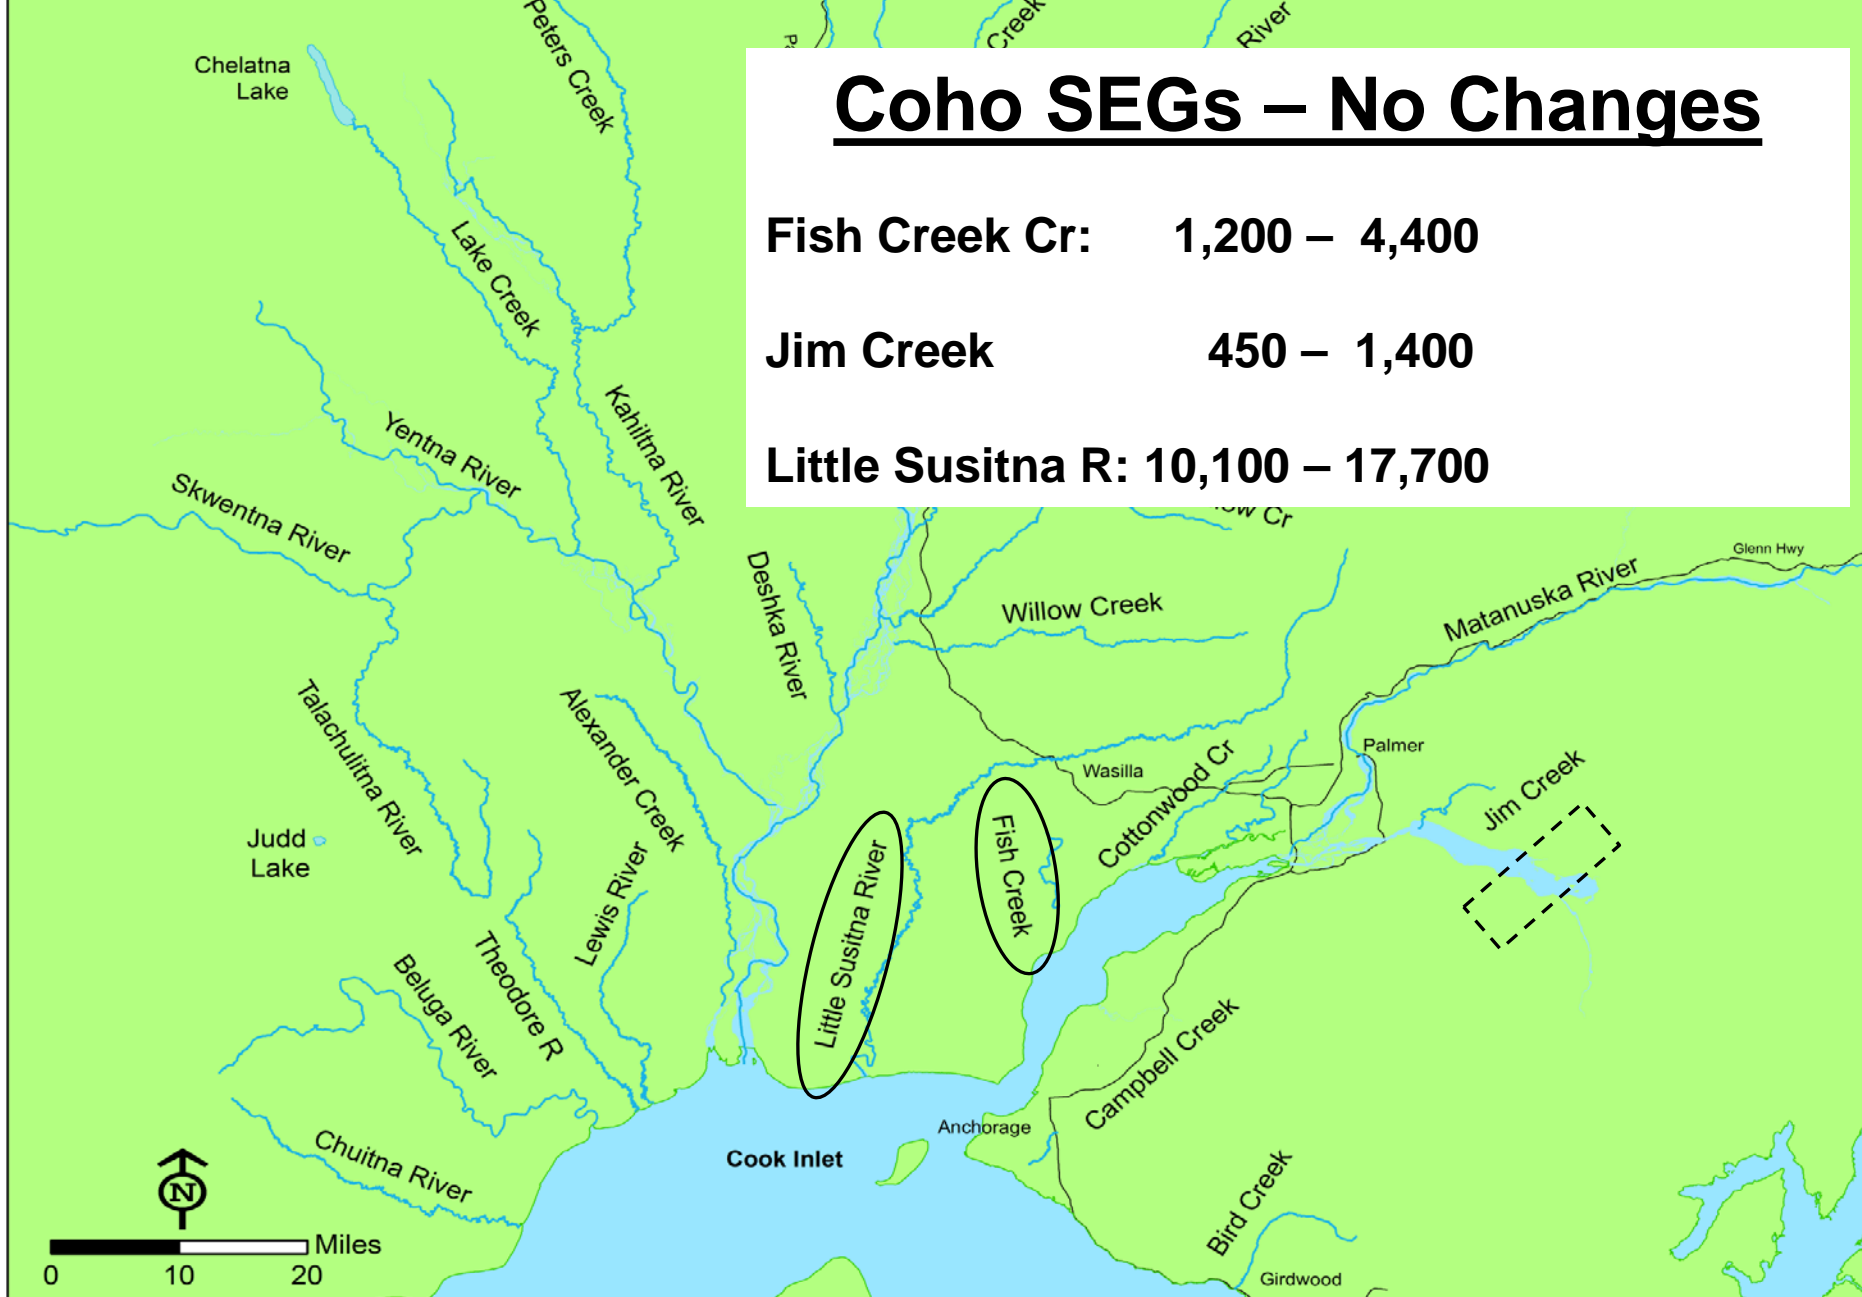 Peters Creek
Creek
River
Chelatna
Lake
Coho SEGs – No Changes
Fish Creek Cr: 1,200 – 4,400
Jim Creek 450 – 1,400
Little Susitna R: 10,100 – 17,700
Lake Creek
Kahiltna River
Yentna River
Skwentna River
Cr
Glenn Hwy
Deshka River
Willow Creek
Matanuska River
Talachulitna River
Alexander Creek
Wasilla
Palmer
Cottonwood Cr
Jim Creek
Judd
Lake
Lewis River
Little Susitna River
Fish Creek
Theodore R
Beluga River
Campbell Creek
Anchorage
Cook Inlet
Chuitna River
Bird Creek
Girdwood
N
Miles
0 10 20